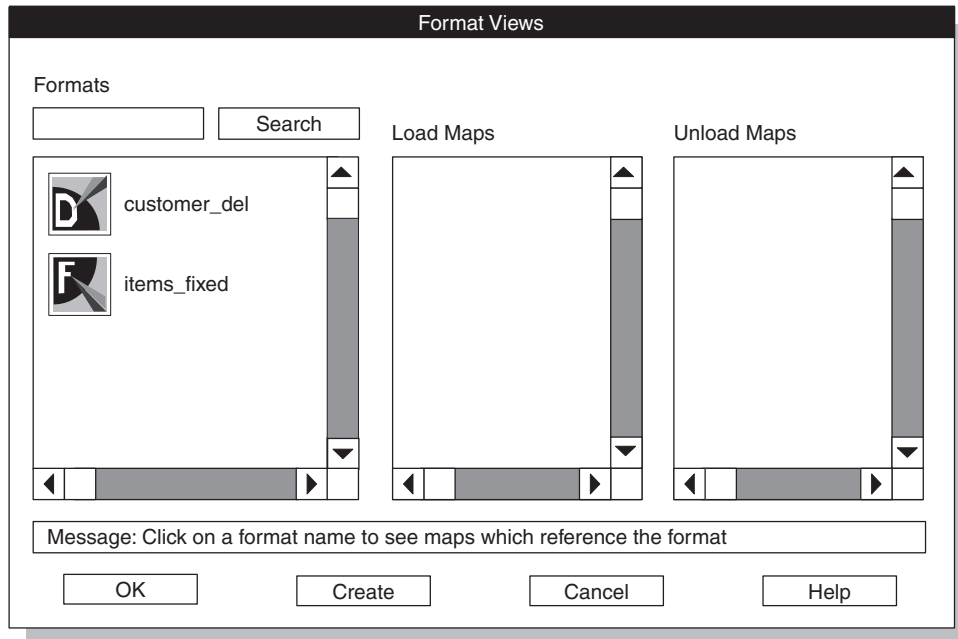 Format Views
Formats
Search
Load Maps
Unload Maps
D
customer_del
F
items_fixed
Message: Click on a format name to see maps which reference the format
OK
Create
Cancel
Help